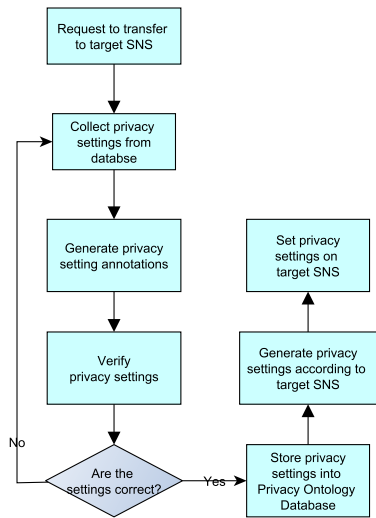 Request to transfer
to target SNS
Collect privacy
settings from
databse
Generate privacy
setting annotations
Verify
privacy settings
Are the
settings correct?
No
Yes
Store privacy
settings into
Privacy Ontology
Database
Generate privacy
settings according to
target SNS
Set privacy
settings on
target SNS